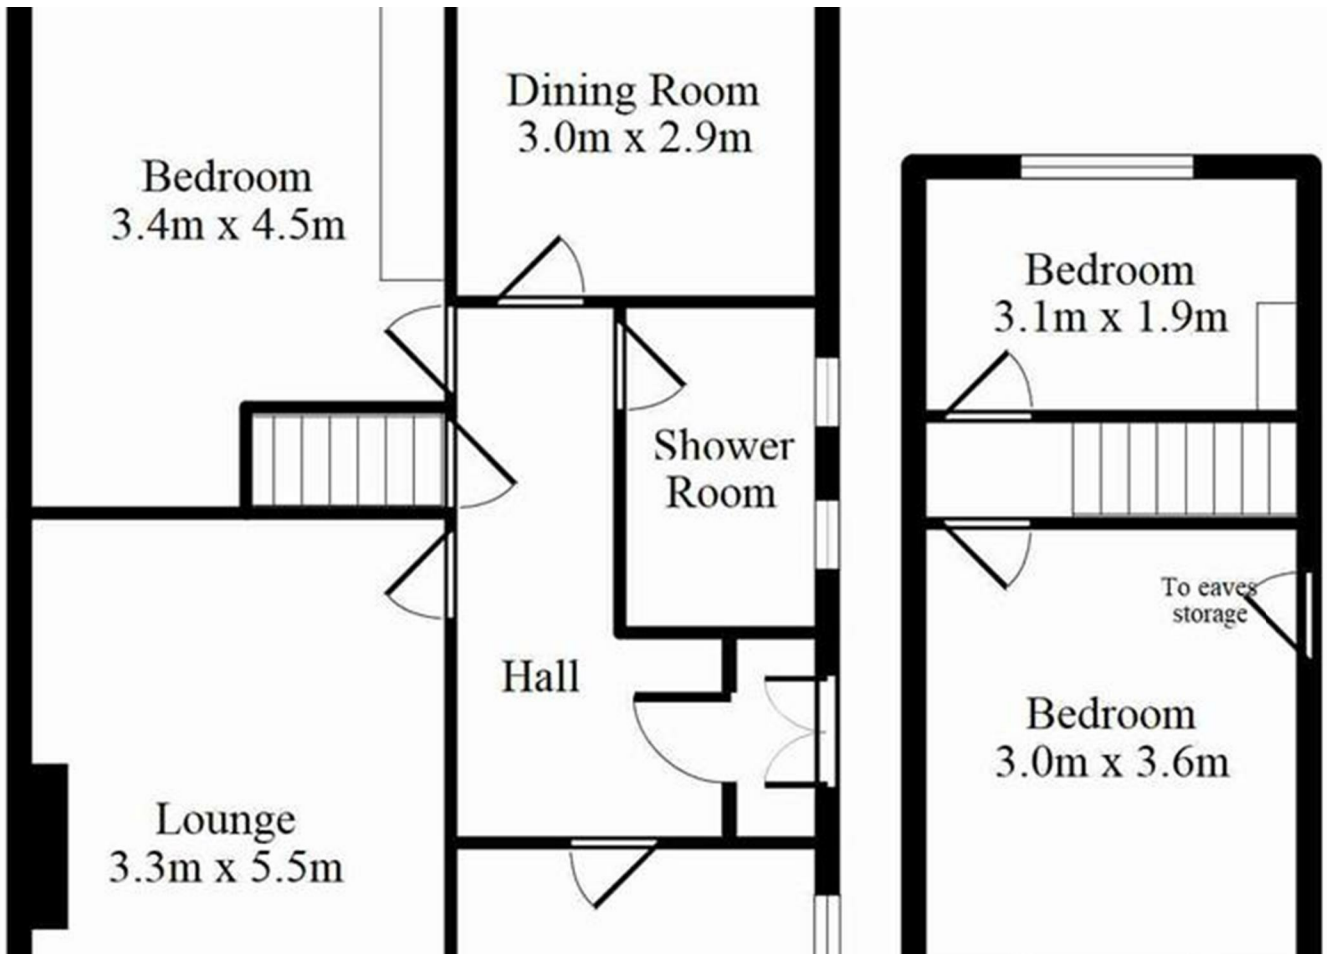 Dining Room
3.0m x 2.9m
Bedroom
3.4m x 4.5m
Bedroom
3.1m x 1.9m
Shower
Room
To eaves
storage
Hall
Bedroom
3.0m x 3.6m
Lounge
3.3m x 5.5m